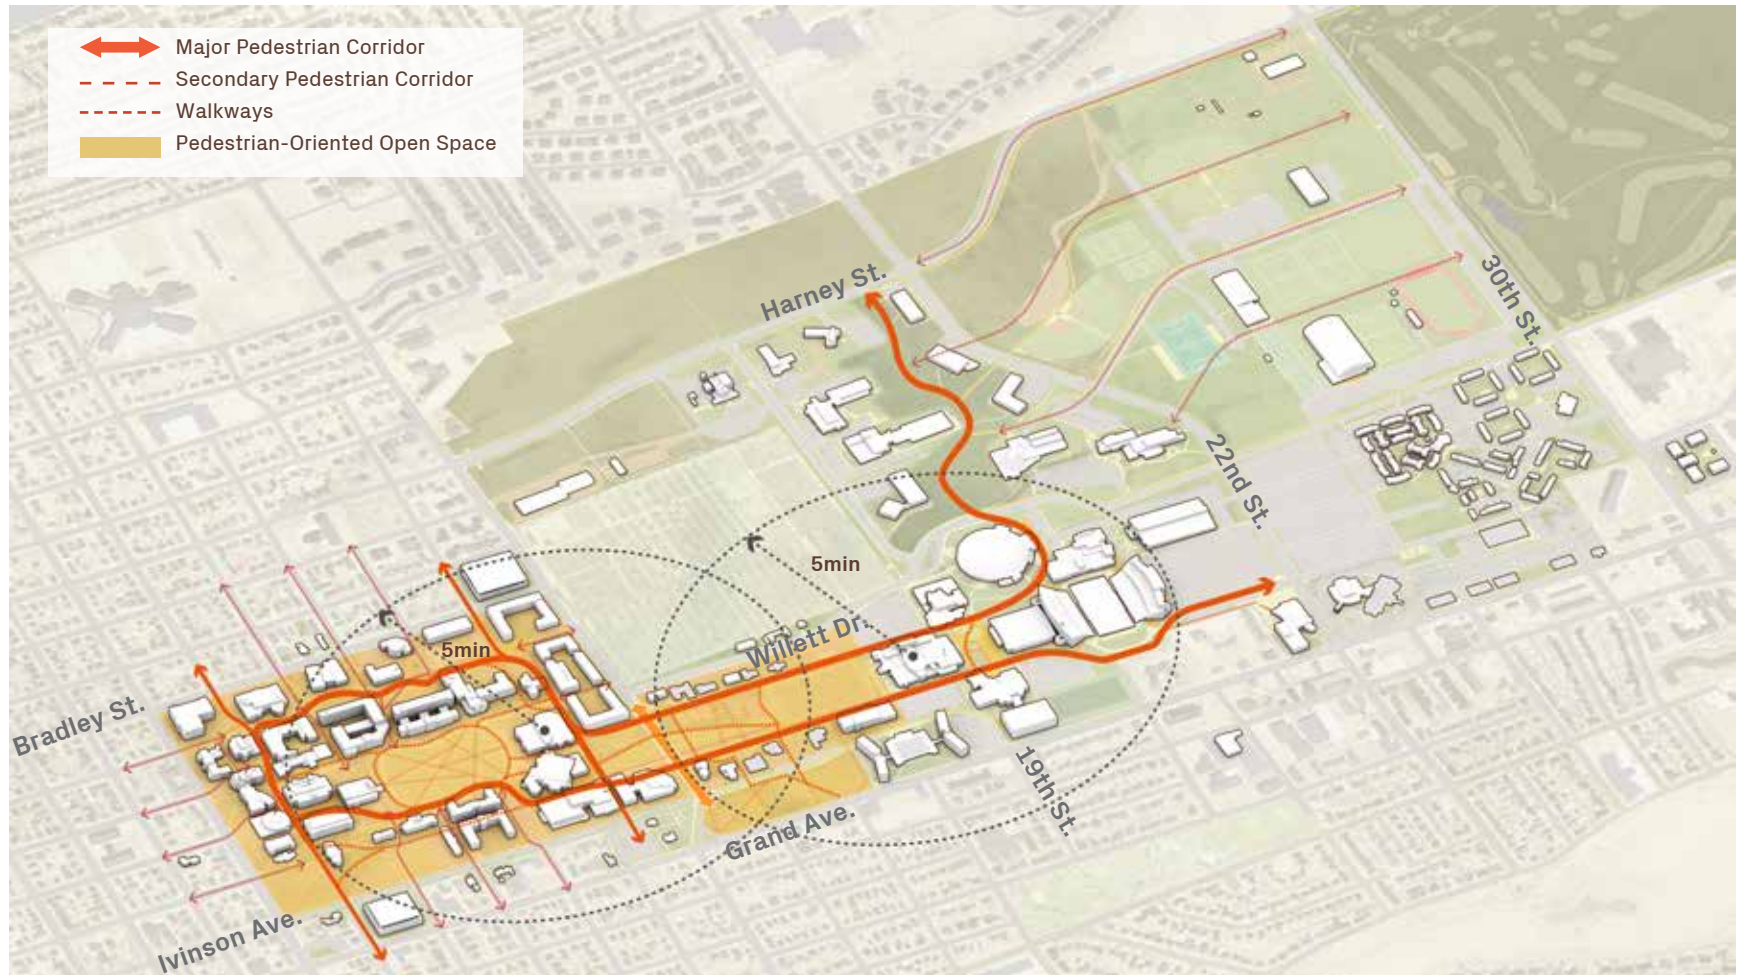 Major Pedestrian Corridor
Secondary Pedestrian Corridor
Walkways
Pedestrian-Oriented Open Space
Harney St.
30th St.
22nd St.
5min
Willett Dr.
5min
Bradley St.
19th St.
Grand Ave.
Ivinson Ave.